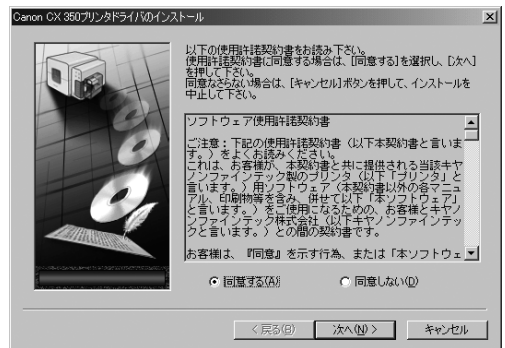 Canon CX 350プリンタドライバのインストール
以下の使用許諾契約書をお読み下さい。
使用許諾契約書に同意する場合は、[同意する]を選択し、[次へ]
を押して下さい。
同意なさらない場合は、[キャンセル]ボタンを押して、インストールを
中止して下さい。
ソフトウェア使用許諾契約書
ご注意：下記の使用許諾契約書（以下本契約書と言いま
す。）をよくお読みください。
これは、お客様が、本契約書と共に提供される当該キヤ
ノンファインテック製のプリンタ（以下「プリンタ」と
言います。）用ソフトウェア（本契約書以外の各マニュ
アル、印刷物等を含み、併せて以下「本ソフトウェア」
と言います。）をご使用になるための、お客様とキヤノ
ンファインテック株式会社（以下キヤノンファインテッ
クと言います。）との間の契約書です。
お客様は、『同意』を示す行為、または「本ソフトウェ
同意する(A)
同意しない(D)
< 戻る(B)
次へ(N) >
キャンセル